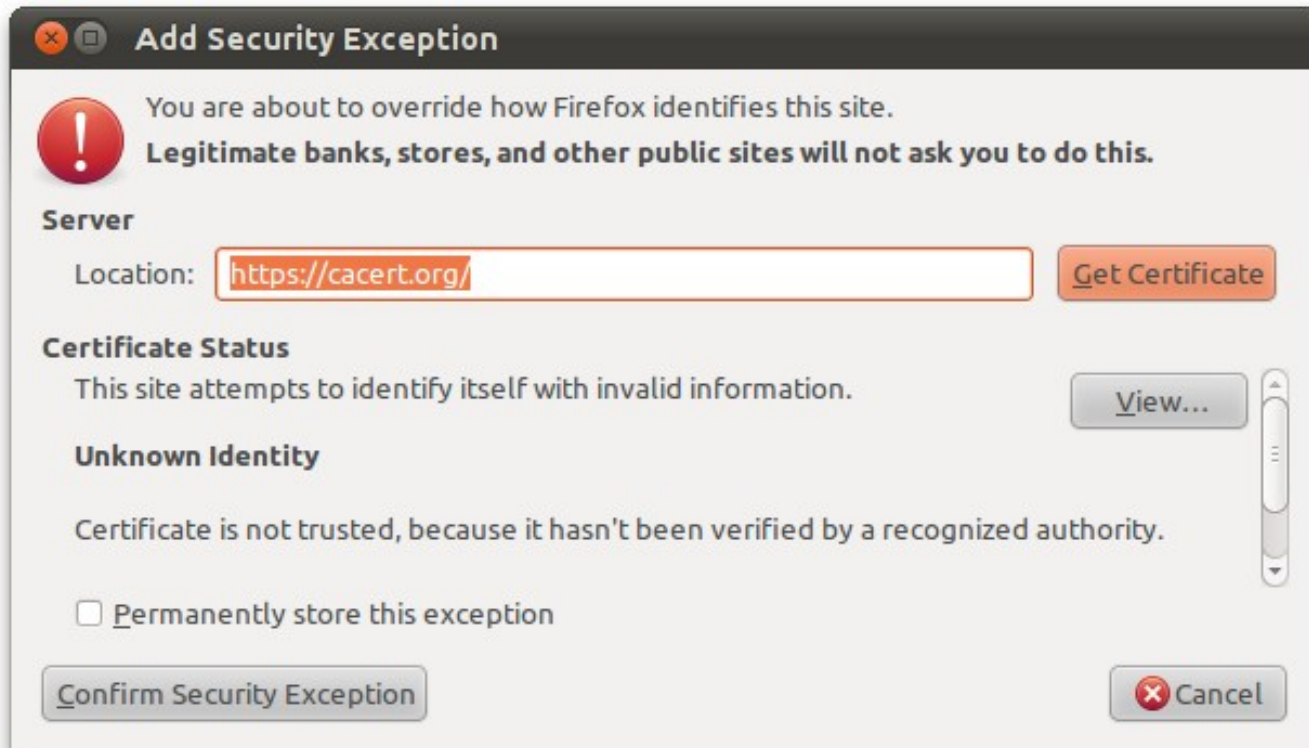 Add Security Exception
You are about to override how Firefox identifies this site.
Legitimate banks, stores, and other public sites will not ask you to do this.
Server
Location: https://cacert.org/ Get Certificate
Certificate Status
This site attempts to identify itself with invalid information.
View...
Unknown Identity
Certificate is not trusted, because it hasn't been verified by a recognized authority.
Permanently store this exception
Confirm Security Exception Cancel